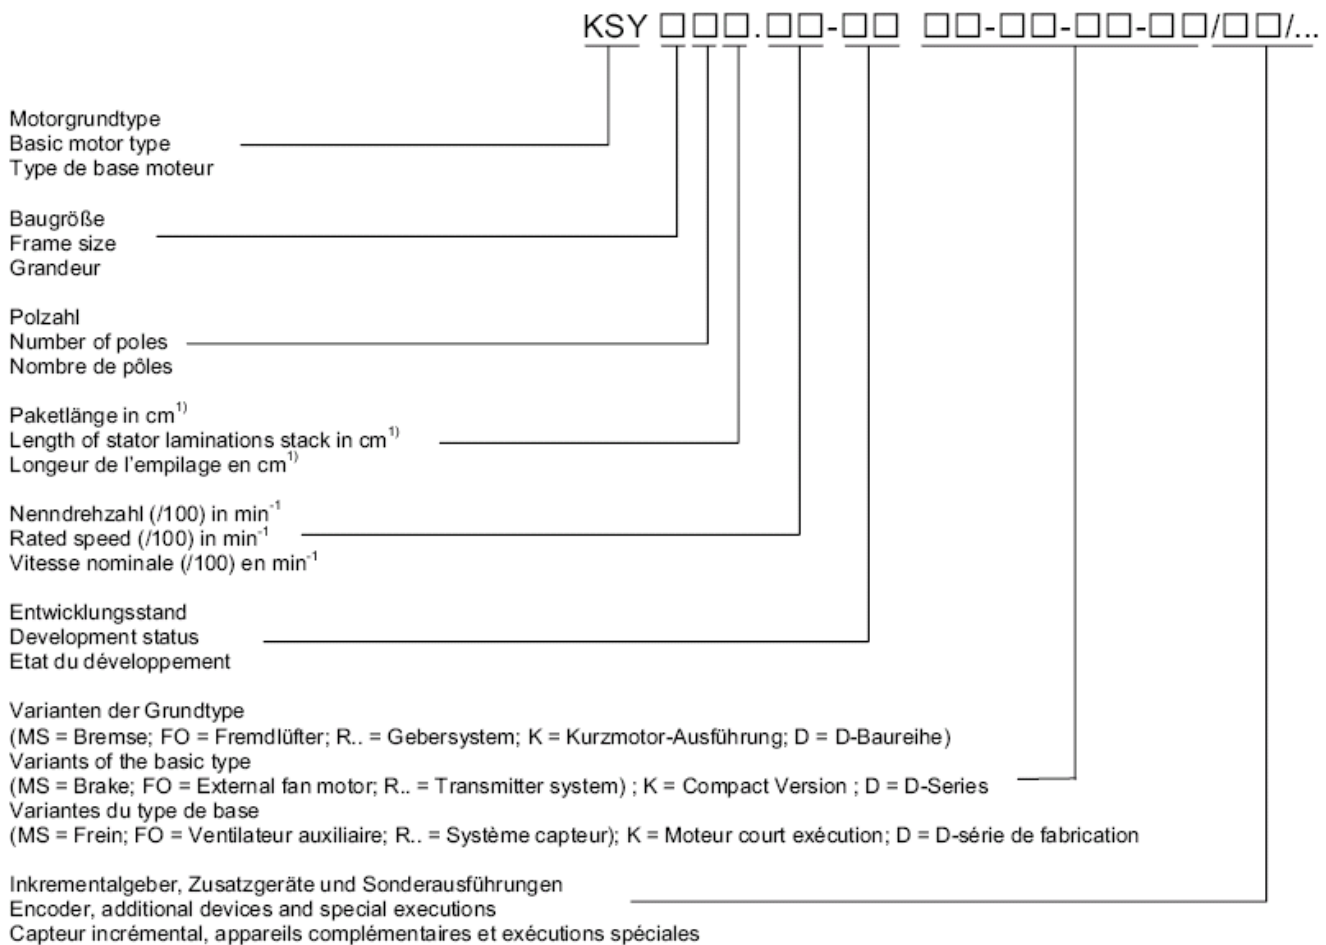 KSY □□□.□□-□□ □□-□□-□□-□□/□□/...
Motorgrundtype
Basic motor type
Type de base moteur
Baugröße
Frame size
Grandeur
Polzahl
Number of poles
Nombre de pôles
Paketlänge in cm¹⁾
Length of stator laminations stack in cm¹⁾
Longeur de l'empilage en cm¹⁾
Nenndrehzahl (/100) in min⁻¹
Rated speed (/100) in min⁻¹
Vitesse nominale (/100) en min⁻¹
Entwicklungsstand
Development status
Etat du développement
Varianten der Grundtype
(MS = Bremse; FO = Fremdlüfter; R.. = Gebersystem; K = Kurzmotor-Ausführung; D = D-Baureihe)
Variants of the basic type
(MS = Brake; FO = External fan motor; R.. = Transmitter system) ; K = Compact Version ; D = D-Series
Variantes du type de base
(MS = Frein; FO = Ventilateur auxiliaire; R.. = Système capteur); K = Moteur court exécution; D = D-série de fabrication
Inkrementalgeber, Zusatzgeräte und Sonderausführungen
Encoder, additional devices and special executions
Capteur incrémental, appareils complémentaires et exécutions spéciales